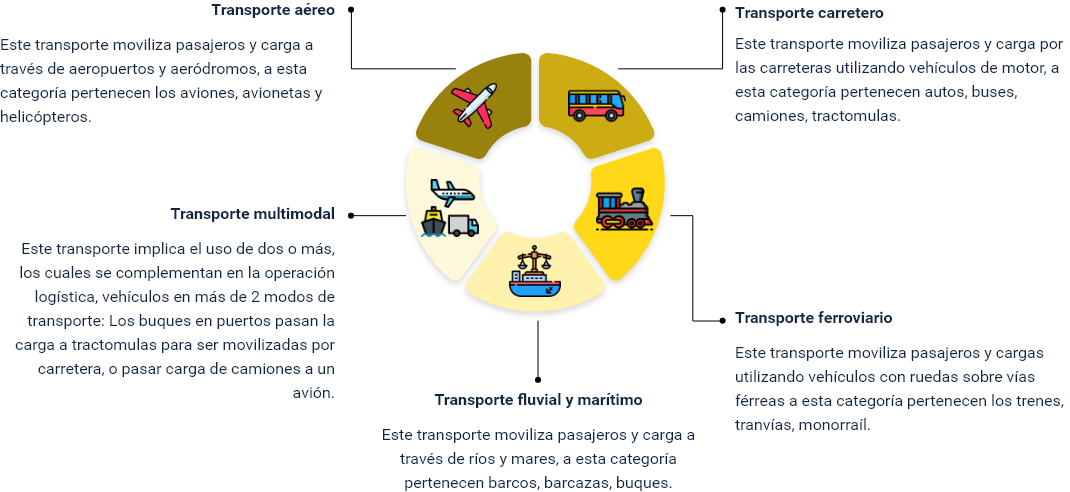 Transporte aéreo
Este transporte moviliza pasajeros y carga a
través de aeropuertos y aeródromos, a esta
categoría pertenecen los aviones, avionetas y
helicópteros.
Transporte carretero
Este transporte moviliza pasajeros y carga por
las carreteras utilizando vehículos de motor, a
esta categoría pertenecen autos, buses,
camiones, tractomulas.
Transporte multimodal
Este transporte implica el uso de dos o más,
los cuales se complementan en la operación
logística, vehículos en más de 2 modos de
transporte: Los buques en puertos pasan la
carga a tractomulas para ser movilizadas por
carretera, o pasar carga de camiones a un
avión.
Transporte ferroviario
Este transporte moviliza pasajeros y cargas
utilizando vehículos con ruedas sobre vías
férreas a esta categoría pertenecen los trenes,
tranvías, monorraíl.
Transporte fluvial y marítimo
Este transporte moviliza pasajeros y carga a
través de ríos y mares, a esta categoría
pertenecen barcos, barcazas, buques.